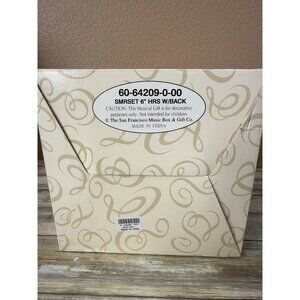 60-64209-0-00
SMRSET 6" HRS W/BACK
CAUTION: This Musical Gift is for decorative
purposes only. Not intended for children
© The San Francisco Music Box & Gift Co.
MADE IN CHINA